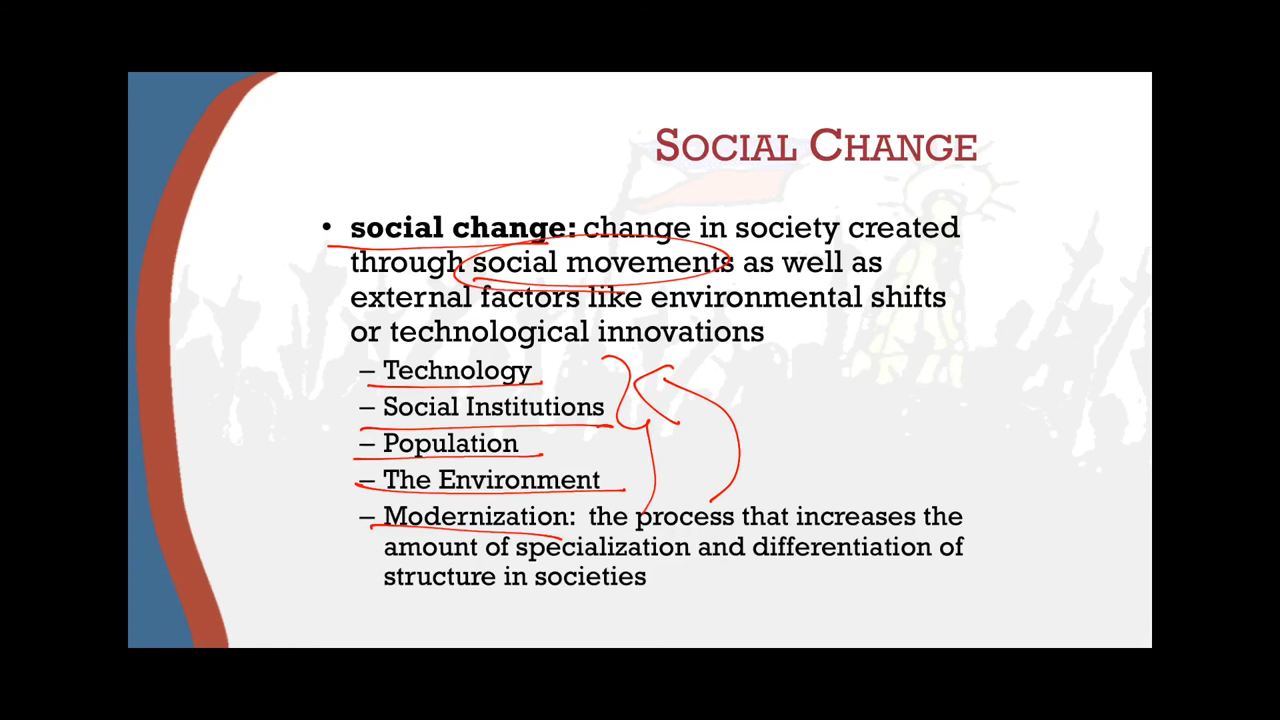 SOCIAL CHANGE
• social change: change in society created
through social movements as well as
external factors like environmental shifts
or technological innovations
– Technology
– Social Institutions
– Population
– The Environment
– Modernization: the process that increases the
amount of specialization and differentiation of
structure in societies